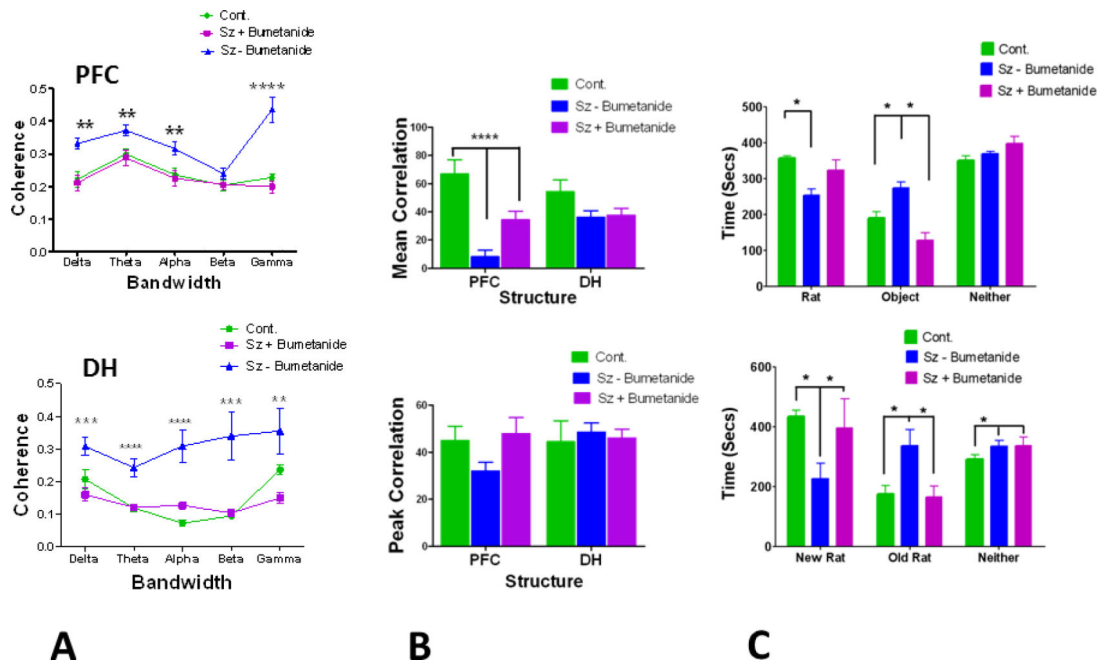 Cont.
Sz + Bumetanide
Sz - Bumetanide
PFC
0.5
0.4
0.3
0.2
0.1
0.0
Coherence
**
**
**
****
Delta Theta Alpha Beta Gamma
Bandwidth
Cont.
Sz + Bumetanide
Sz - Bumetanide
DH
0.5
0.4
0.3
0.2
0.1
0.0
Coherence
***
****
****
***
**
Delta Theta Alpha Beta Gamma
Bandwidth
A
Cont.
Sz - Bumetanide
Sz + Bumetanide
100
80
60
40
20
0
Mean Correlation
****
PFC DH
Structure
Cont.
Sz - Bumetanide
Sz + Bumetanide
60
40
20
0
Peak Correlation
PFC DH
Structure
B
Cont.
Sz - Bumetanide
Sz + Bumetanide
500
400
300
200
100
0
Time (Secs)
*
* *
Rat Object Neither
Cont.
Sz - Bumetanide
Sz + Bumetanide
600
400
200
0
Time (Secs)
* *
* *
*
New Rat Old Rat Neither
C